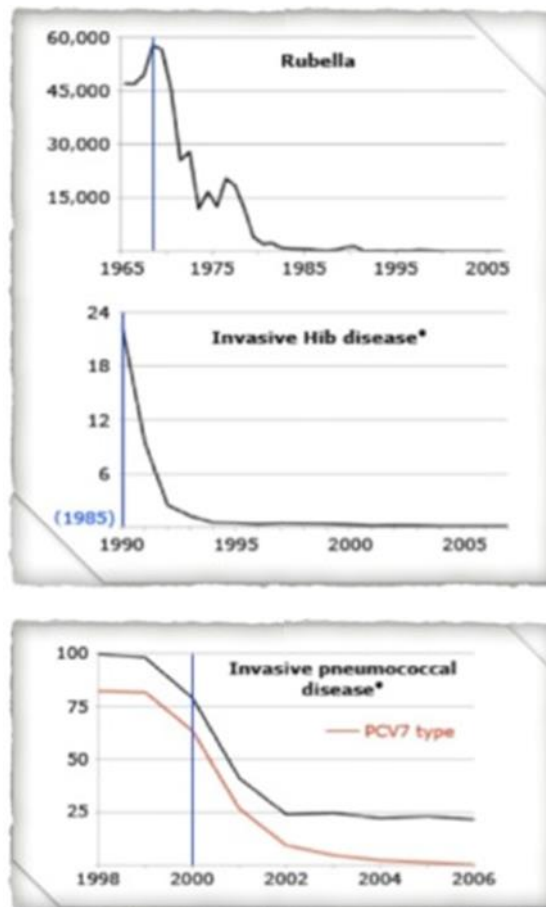 60,000
Rubella
45,000
30,000
15,000
1965 1975 1985 1995 2005
24
Invasive Hib disease*
18
12
6
(1985)
1990 1995 2000 2005
100
Invasive pneumococcal
disease*
75
PCV7 type
50
25
1998 2000 2002 2004 2006